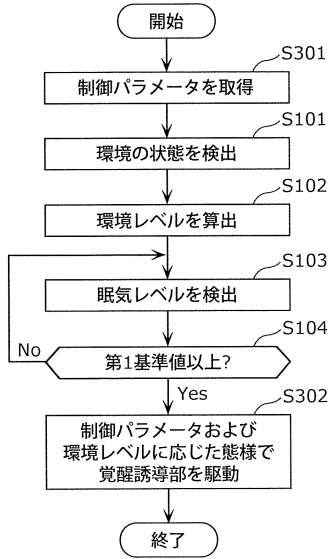 開始
S301
制御パラメータを取得
S101
環境の状態を検出
S102
環境レベルを算出
S103
眠気レベルを検出
S104
第1基準値以上?
No
Yes
S302
制御パラメータおよび
環境レベルに応じた態様で
覚醒誘導部を駆動
終了